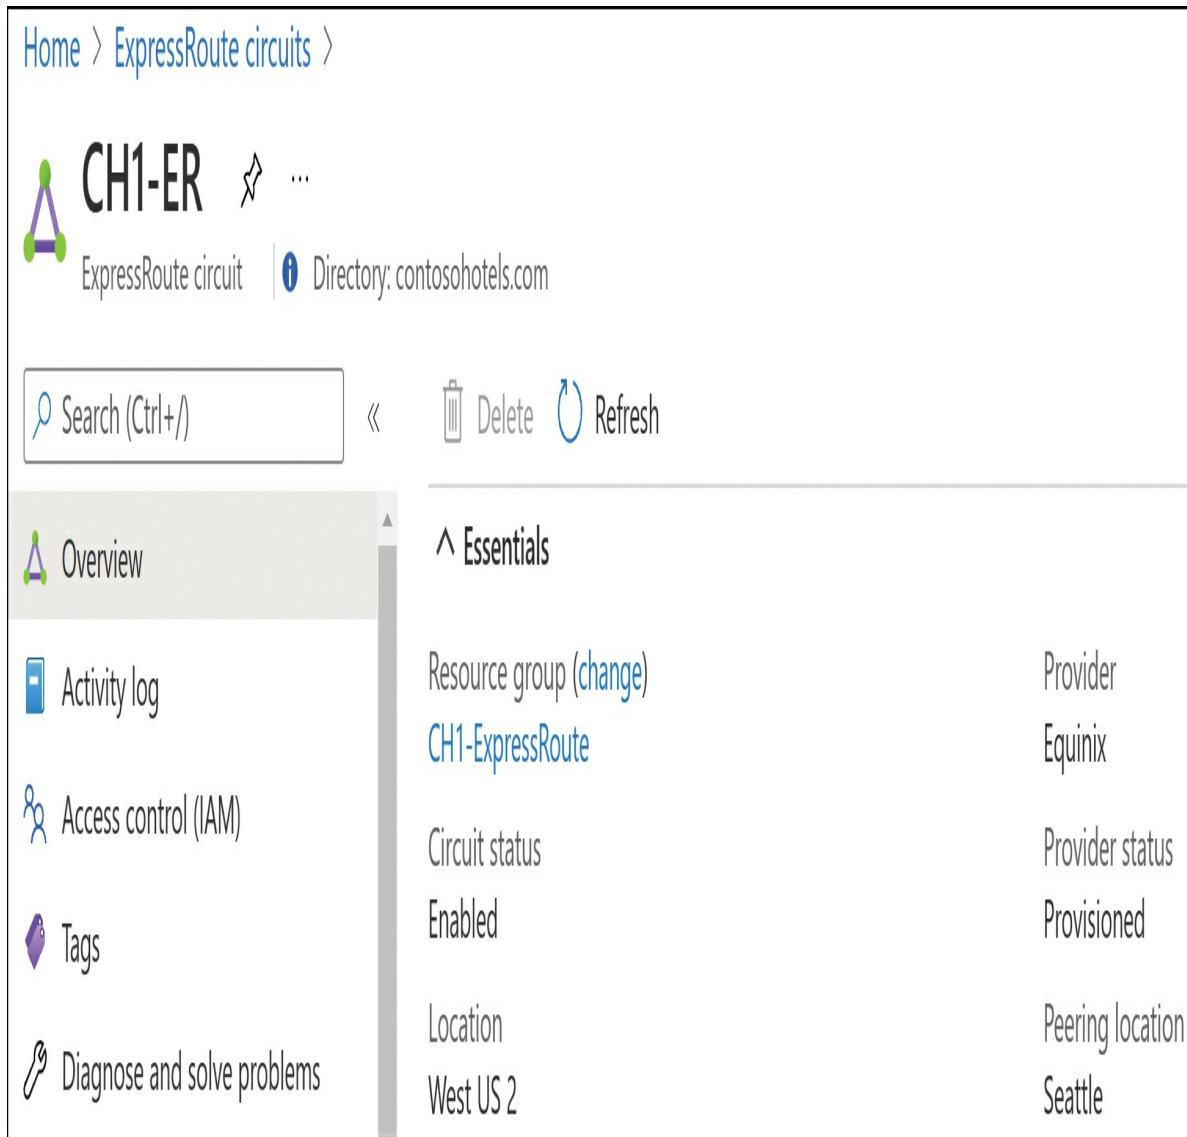 Home > ExpressRoute circuits >
CH1-ER ...
ExpressRoute circuit | Directory: contosohotels.com
Search (Ctrl+/) «
Delete Refresh
Overview
Activity log
Access control (IAM)
Tags
Diagnose and solve problems
Essentials
Resource group (change)
CH1-ExpressRoute
Circuit status
Enabled
Location
West US 2
Provider
Equinix
Provider status
Provisioned
Peering location
Seattle